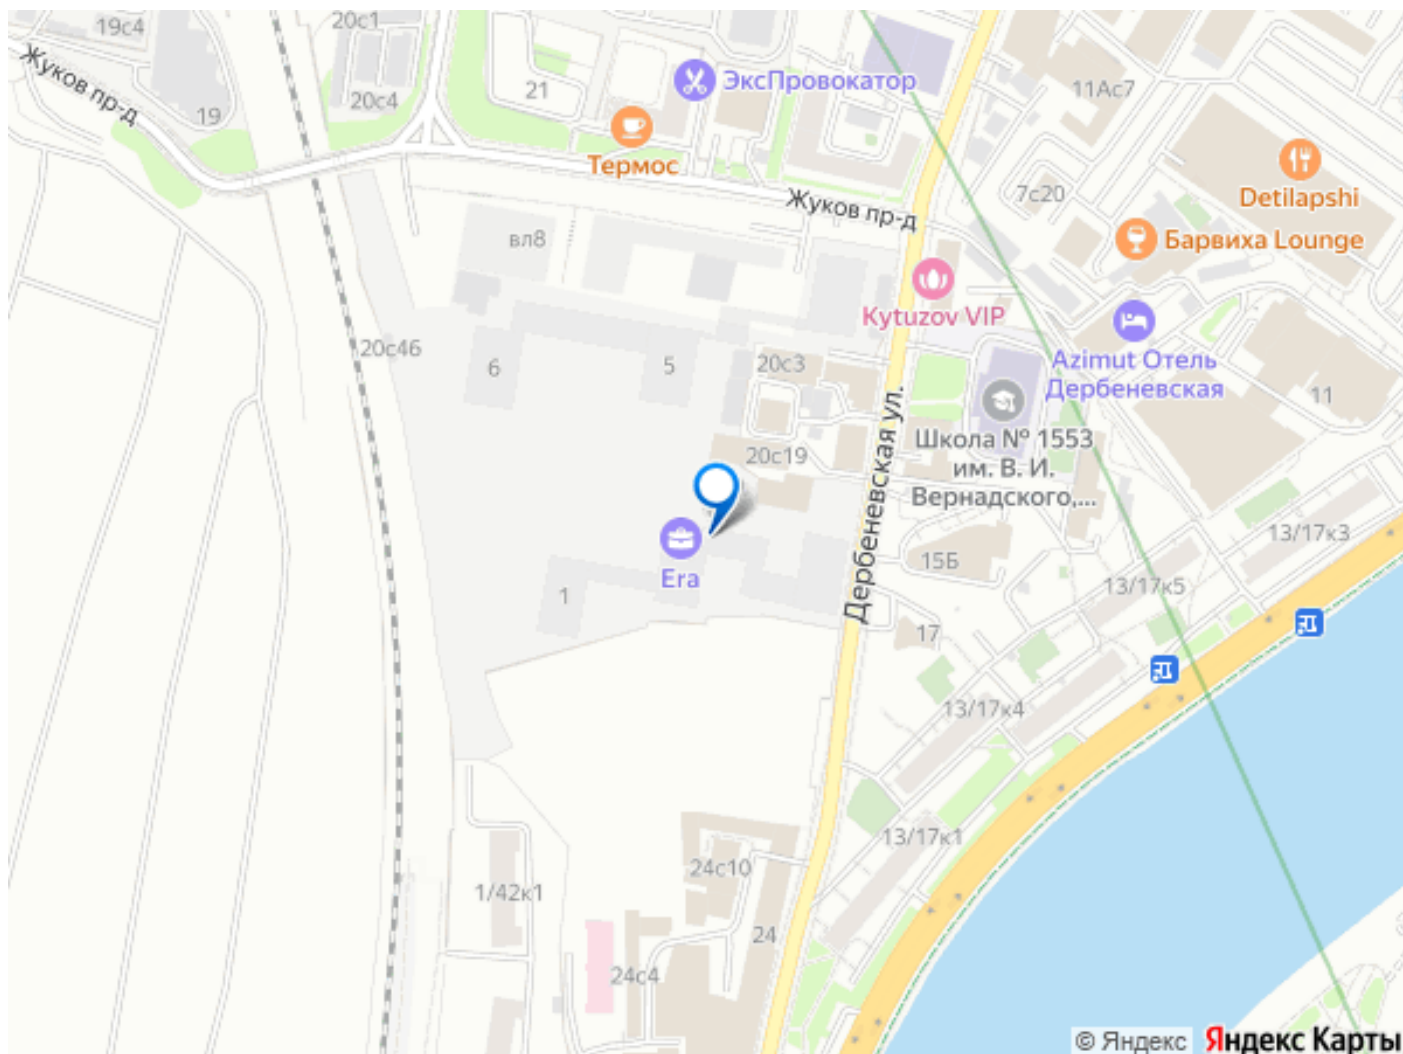 19с4
20с1
Жуков пр-д
19
20с4
21
ЭксПровокатор
11Ас7
Термос
Detilapshi
Жуков пр-д
7с20
вл8
Барвиха Lounge
Kytuzov VIP
20с46
6
5
20с3
Azimut Отель
Дербеневская
11
Дербеневская ул.
Школа № 1553
им. В. И.
Вернадского,...
20с19
Era
1
15Б
13/17к3
13/17к5
17
13/17к4
13/17к1
24с10
1/42к1
24
24с4
© Яндекс Яндекс Карты